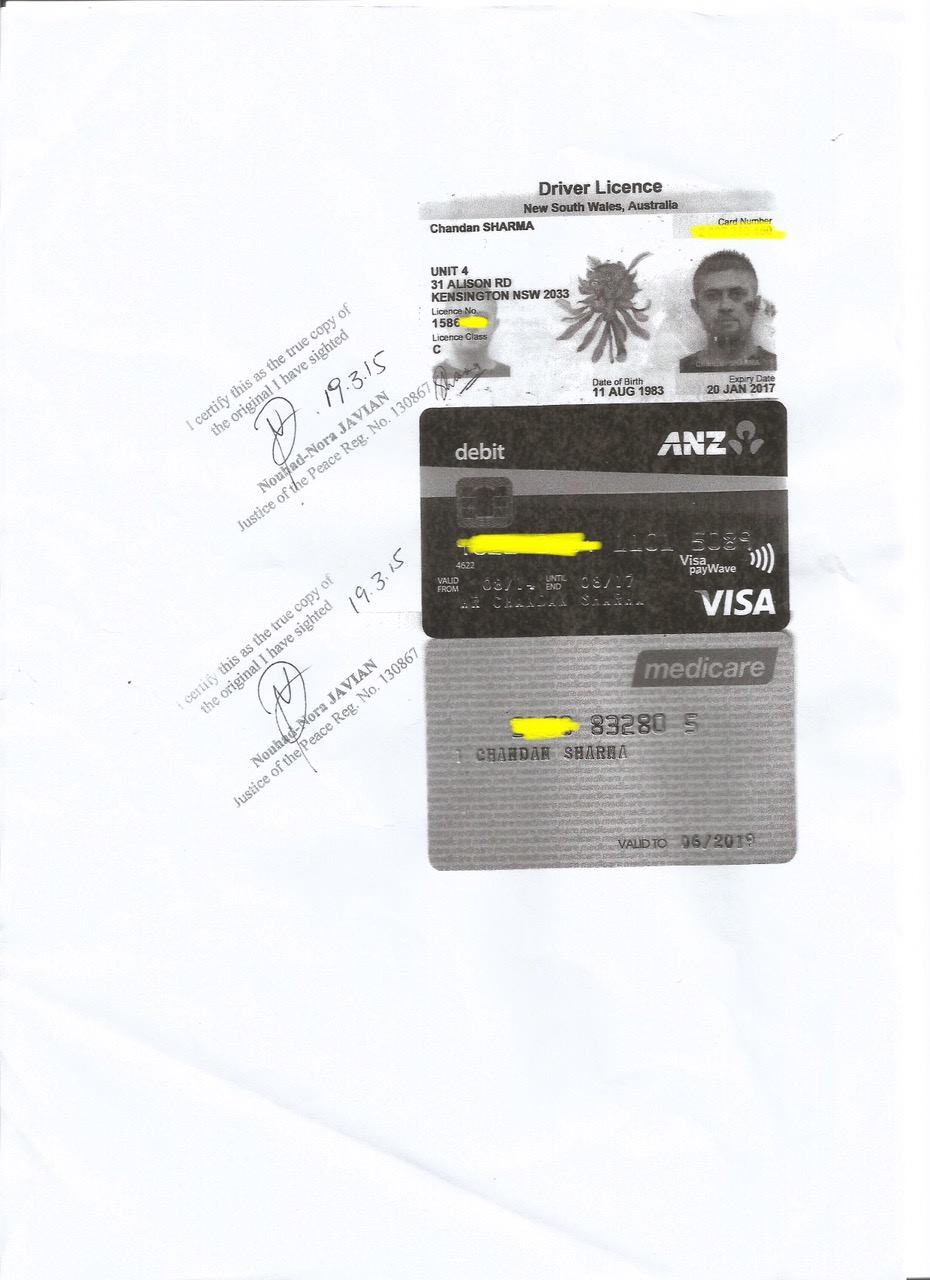 Driver Licence
New South Wales, Australia
Chandan SHARMA
Card Number
UNIT 4
31 ALISON RD
KENSINGTON NSW 2033
Licence No.
1586
Licence Class
C
Date of Birth
11 AUG 1983
Expiry Date
20 JAN 2017
I certify this as the true copy of
the original I have sighted
19.3.15
Nouhad-Nora JAVIAN
Justice of the Peace Reg. No. 130867
debit
ANZ
1101 5089
4622
Visa
payWave
VALID FROM 08/14 UNTIL END 08/17
MR CHANDAN SHARMA
VISA
I certify this as the true copy of
the original I have sighted
19.3.15
Nouhad-Nora JAVIAN
Justice of the Peace Reg. No. 130867
medicare
83280 5
1 CHANDAN SHARMA
VALID TO 06/2019